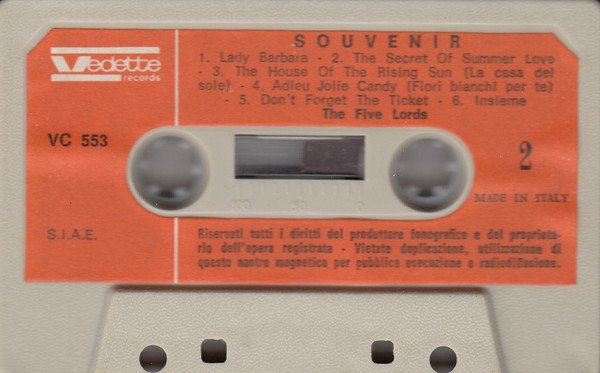 Vedette
records
SOUVENIR
1. Lady Barbara - 2. The Secret Of Summer Love
- 3. The House Of The Rising Sun (La casa del
sole) - 4. Adieu Jolie Candy (Fiori bianchi per te)
- 5. Don't Forget The Ticket - 6. Insieme
The Five Lords
VC 553
2
MADE IN ITALY
100 50 0
S.I.A.E.
Riservati tutti i diritti del produttore fonografico e del proprieta-
rio dell'opera registrata - Vietate duplicazione, utilizzazione di
questo nastro magnetico per pubblica esecuzione e radiodiffusione.